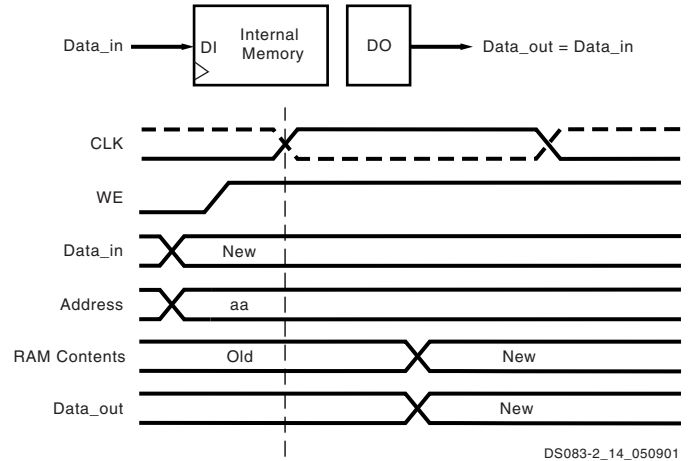 Data_in
DI
Internal
Memory
DO
Data_out = Data_in
CLK
WE
Data_in
New
Address
aa
RAM Contents
Old
New
Data_out
New
DS083-2_14_050901